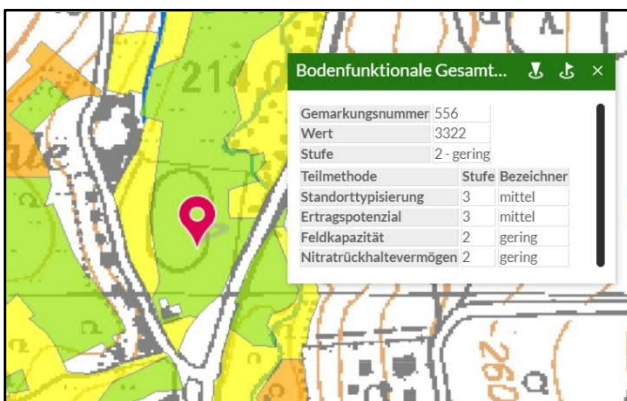 214,0
Bodenfunktionale Gesamt...
Gemarkungsnummer 556
Wert 3322
Stufe 2 - gering
Teilmethode Stufe Bezeichner
Standorttypisierung 3 mittel
Ertragspotenzial 3 mittel
Feldkapazität 2 gering
Nitratrückhaltevermögen 2 gering
260